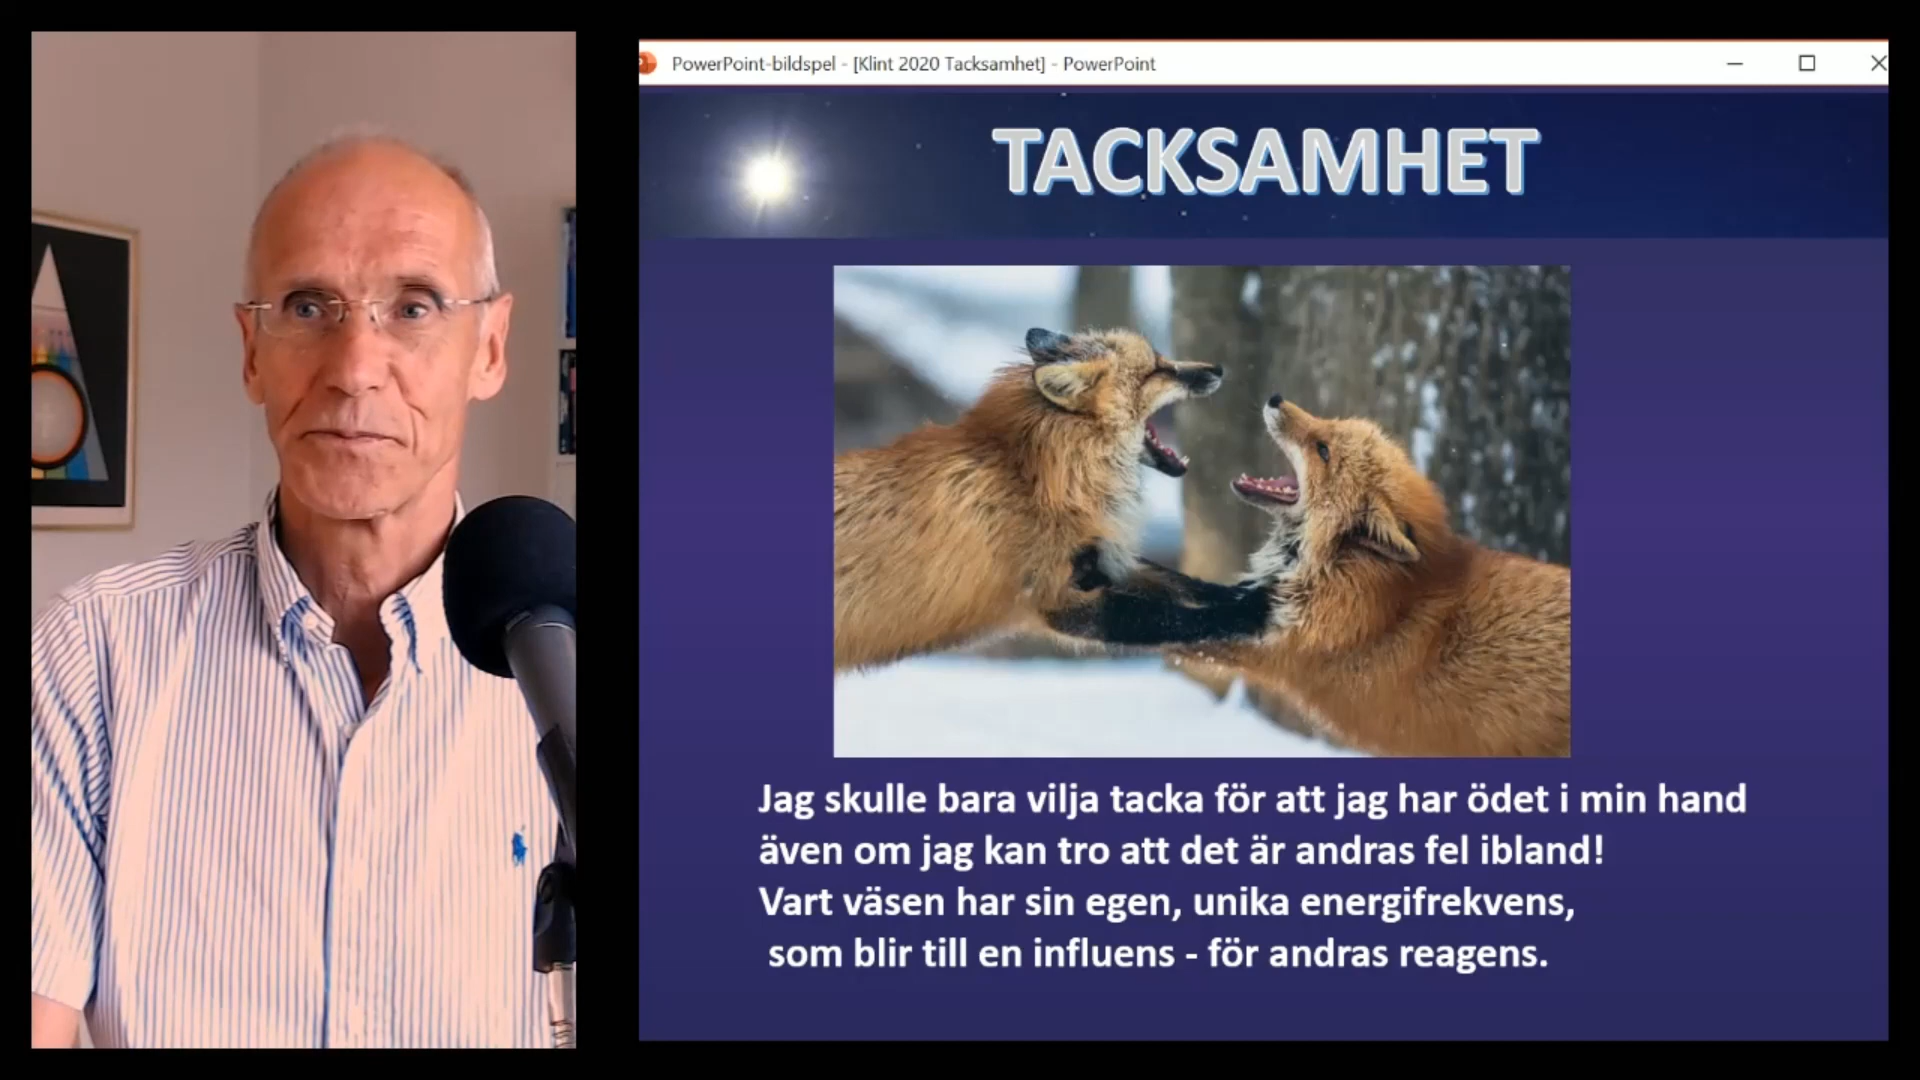 PowerPoint-bildspel - [Klint 2020 Tacksamhet] - PowerPoint
TACKSAMHET
Jag skulle bara vilja tacka för att jag har ödet i min hand
även om jag kan tro att det är andras fel ibland!
Vart väsen har sin egen, unika energifrekvens,
som blir till en influens - för andras reagens.